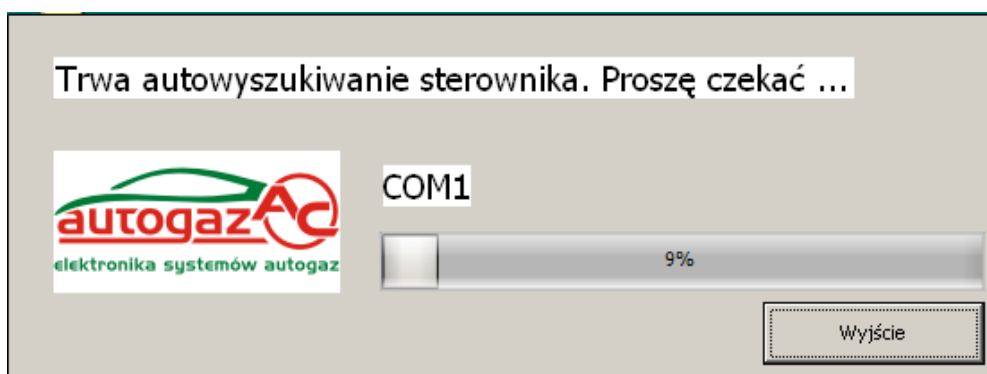 Trwa autowyszukiwanie sterownika. Proszę czekać ...
autogaz AC
elektronika systemów autogaz
COM1
9%
Wyjście